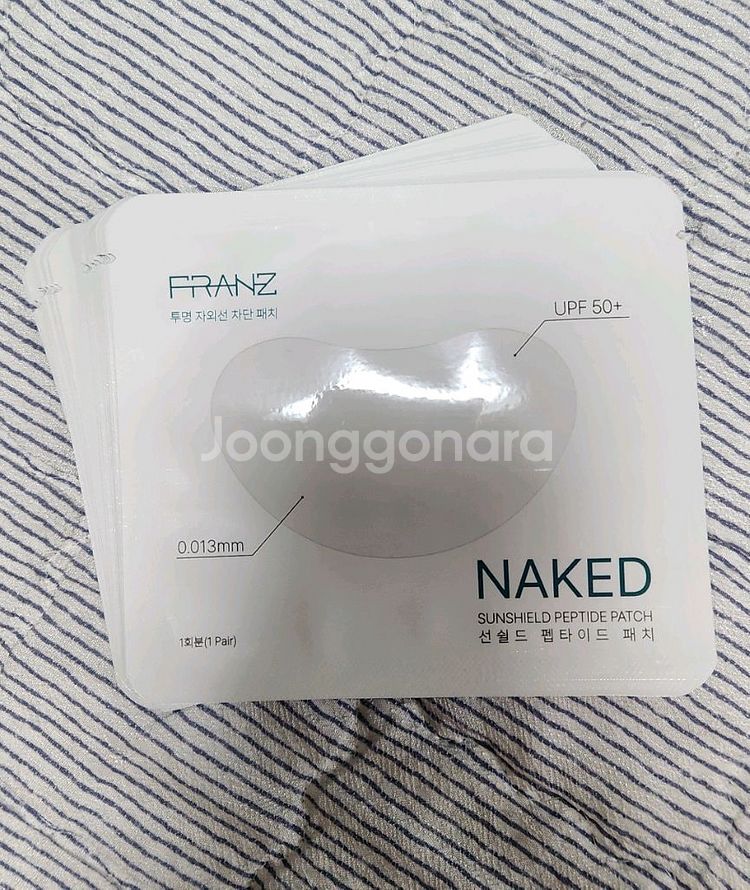 FRANZ
투명 자외선 차단 패치
UPF 50+
Joonggonara
0.013mm
NAKED
SUNSHIELD PEPTIDE PATCH
선쉴드 펩타이드 패치
1회분(1 Pair)